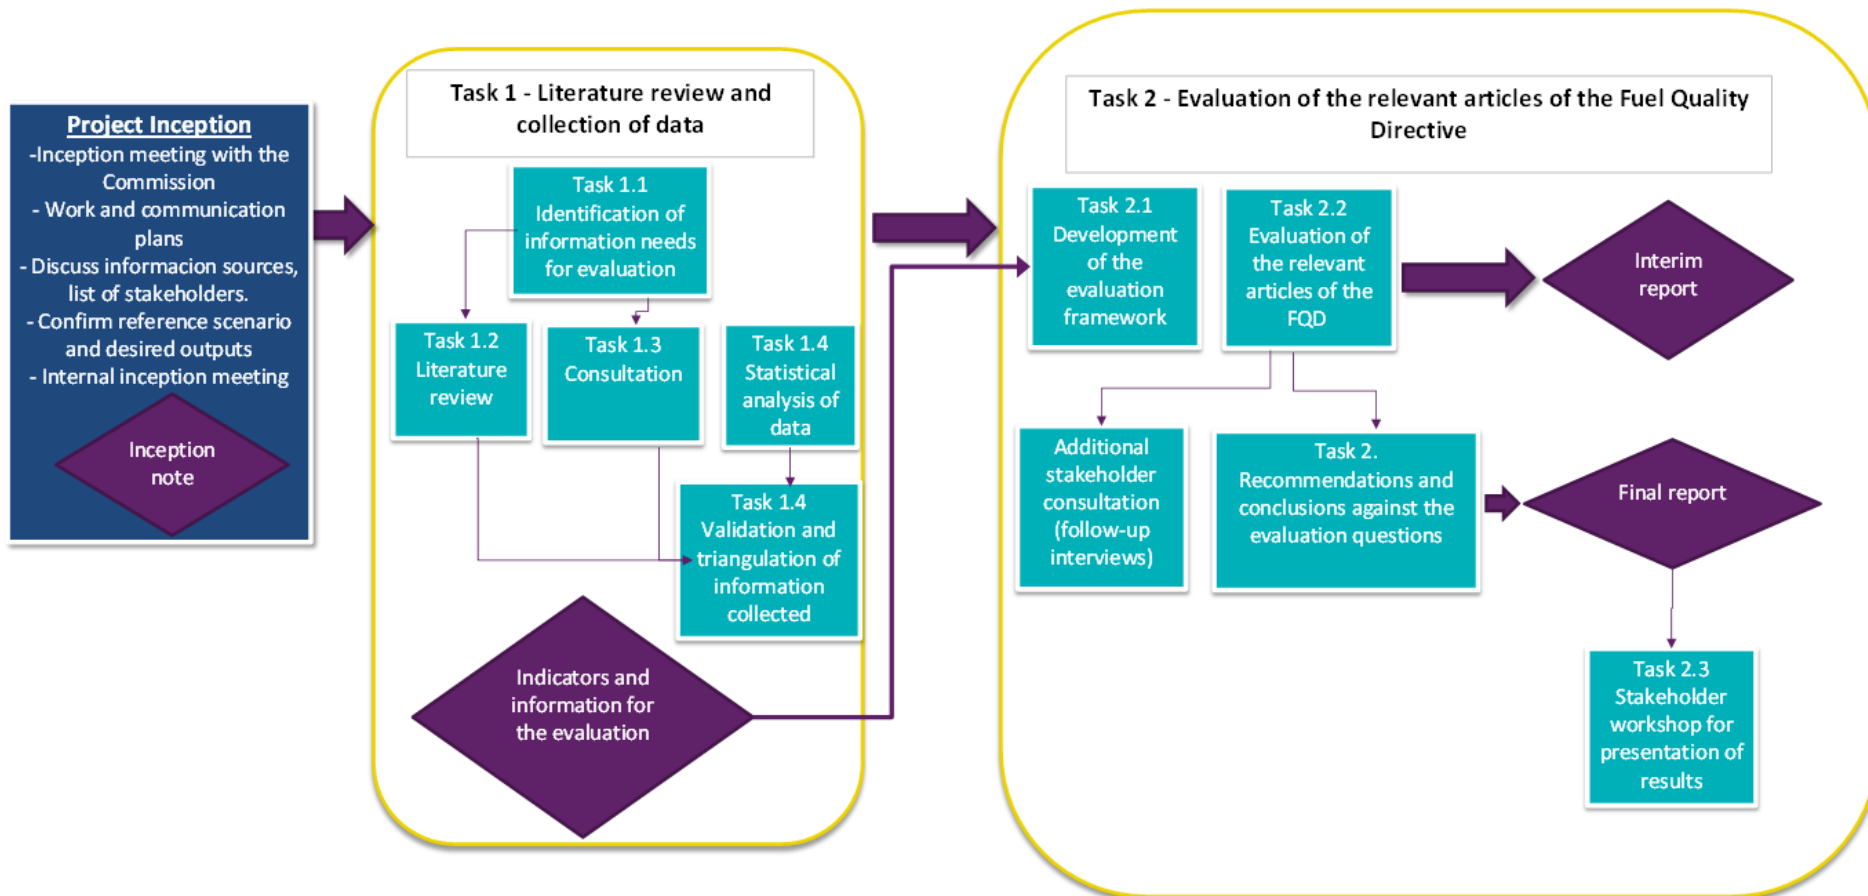 Project Inception
-Inception meeting with the
Commission
- Work and communication
plans
- Discuss informacion sources,
list of stakeholders.
- Confirm reference scenario
and desired outputs
- Internal inception meeting
Inception
note
Task 1 - Literature review and
collection of data
Task 1.1
Identification of
information needs
for evaluation
Task 1.2
Literature
review
Task 1.3
Consultation
Task 1.4
Statistical
analysis of
data
Task 1.4
Validation and
triangulation of
information
collected
Indicators and
information for
the evaluation
Task 2 - Evaluation of the relevant articles of the Fuel Quality
Directive
Task 2.1
Development
of the
evaluation
framework
Task 2.2
Evaluation of
the relevant
articles of the
FQD
Interim
report
Additional
stakeholder
consultation
(follow-up
interviews)
Task 2.
Recommendations and
conclusions against the
evaluation questions
Final report
Task 2.3
Stakeholder
workshop for
presentation of
results